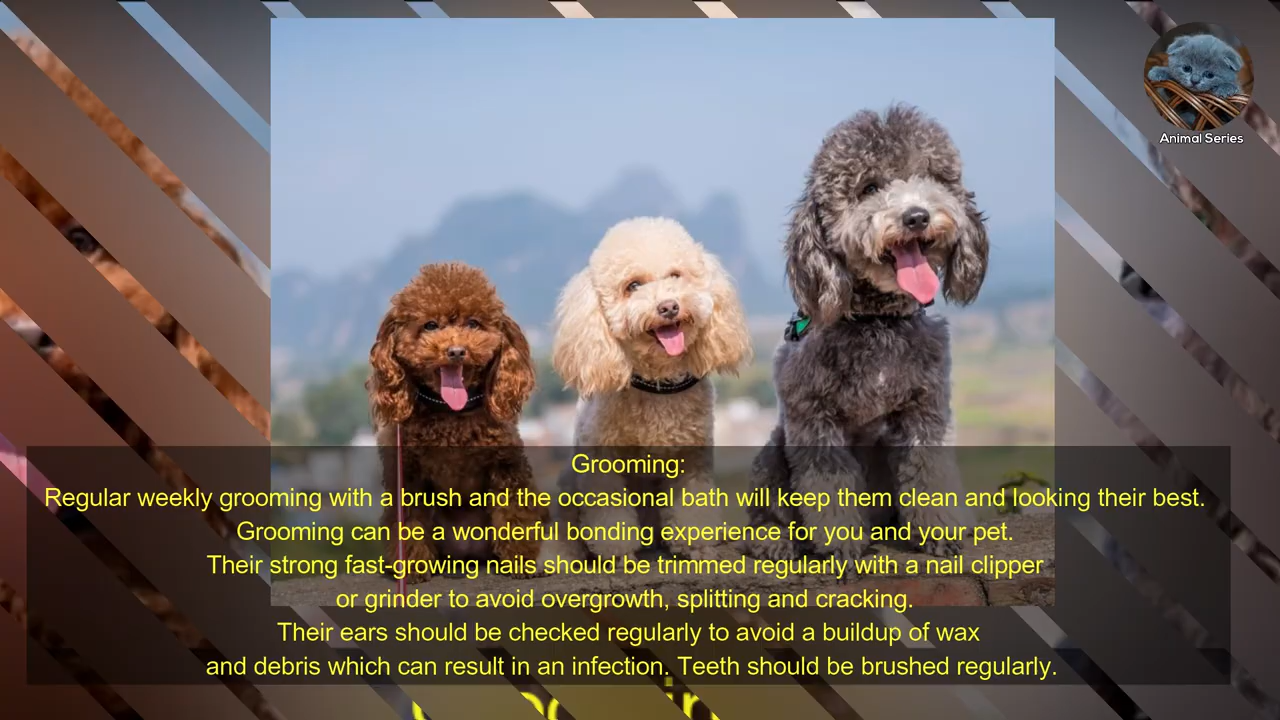 Animal Series
Grooming:
Regular weekly grooming with a brush and the occasional bath will keep them clean and looking their best.
Grooming can be a wonderful bonding experience for you and your pet.
Their strong fast-growing nails should be trimmed regularly with a nail clipper
or grinder to avoid overgrowth, splitting and cracking.
Their ears should be checked regularly to avoid a buildup of wax
and debris which can result in an infection. Teeth should be brushed regularly.